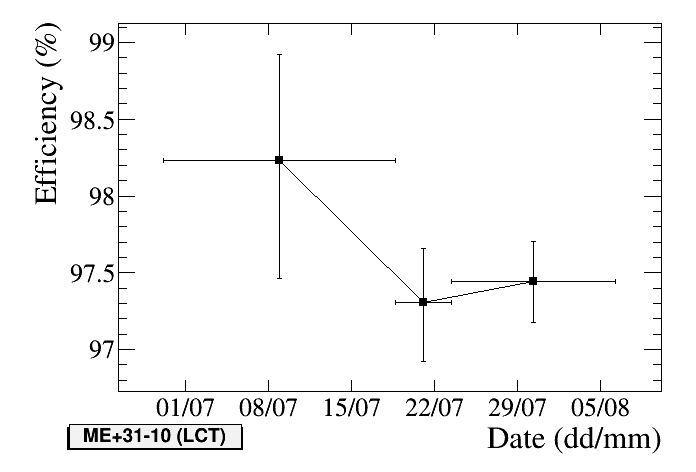 Efficiency (%)
99
98.5
98
97.5
97
01/07 08/07 15/07 22/07 29/07 05/08
ME+31-10 (LCT)
Date (dd/mm)